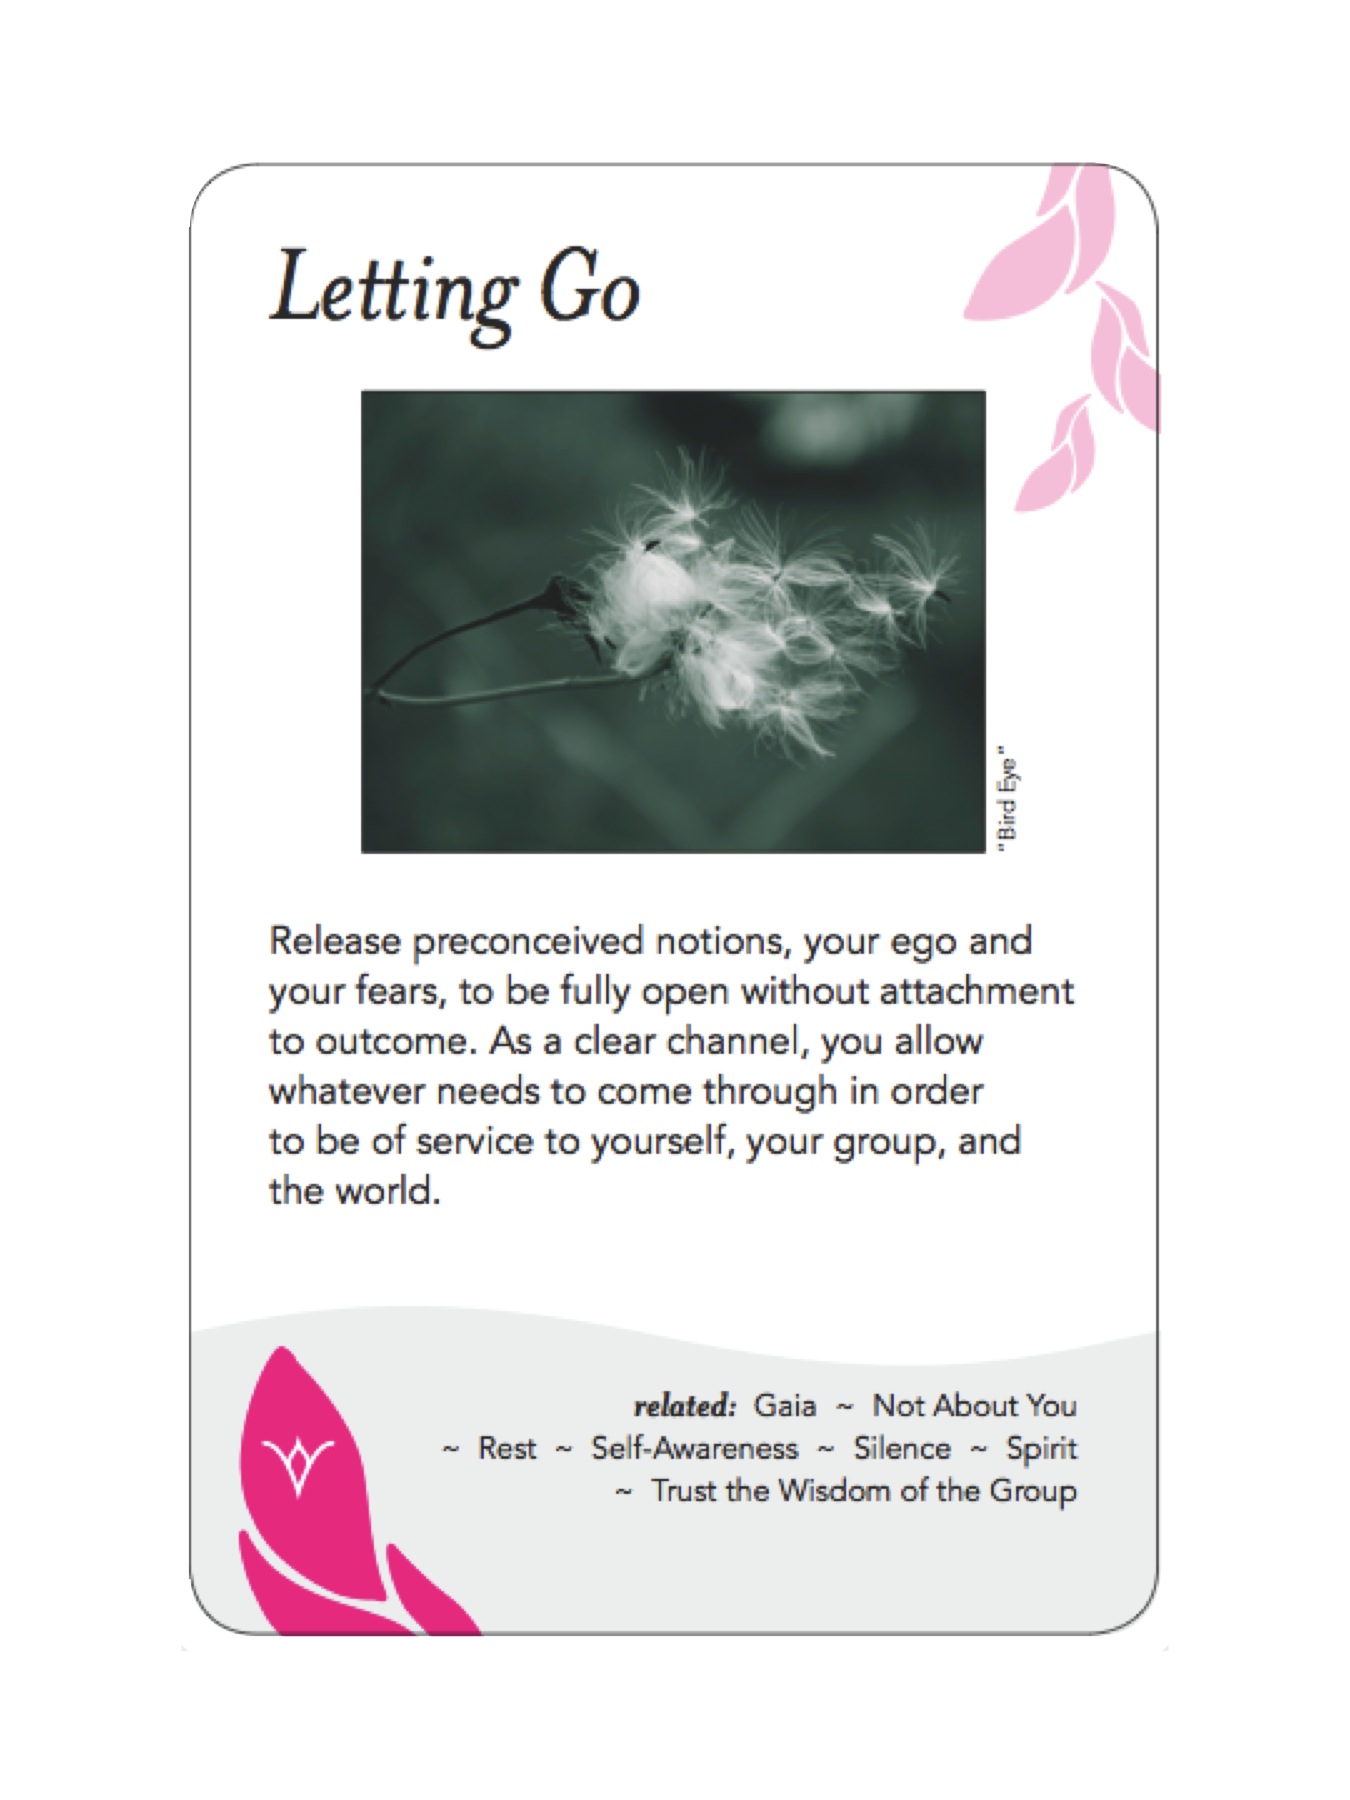 Letting Go
"Bird Eye"
Release preconceived notions, your ego and
your fears, to be fully open without attachment
to outcome. As a clear channel, you allow
whatever needs to come through in order
to be of service to yourself, your group, and
the world.
related: Gaia ~ Not About You
~ Rest ~ Self-Awareness ~ Silence ~ Spirit
~ Trust the Wisdom of the Group